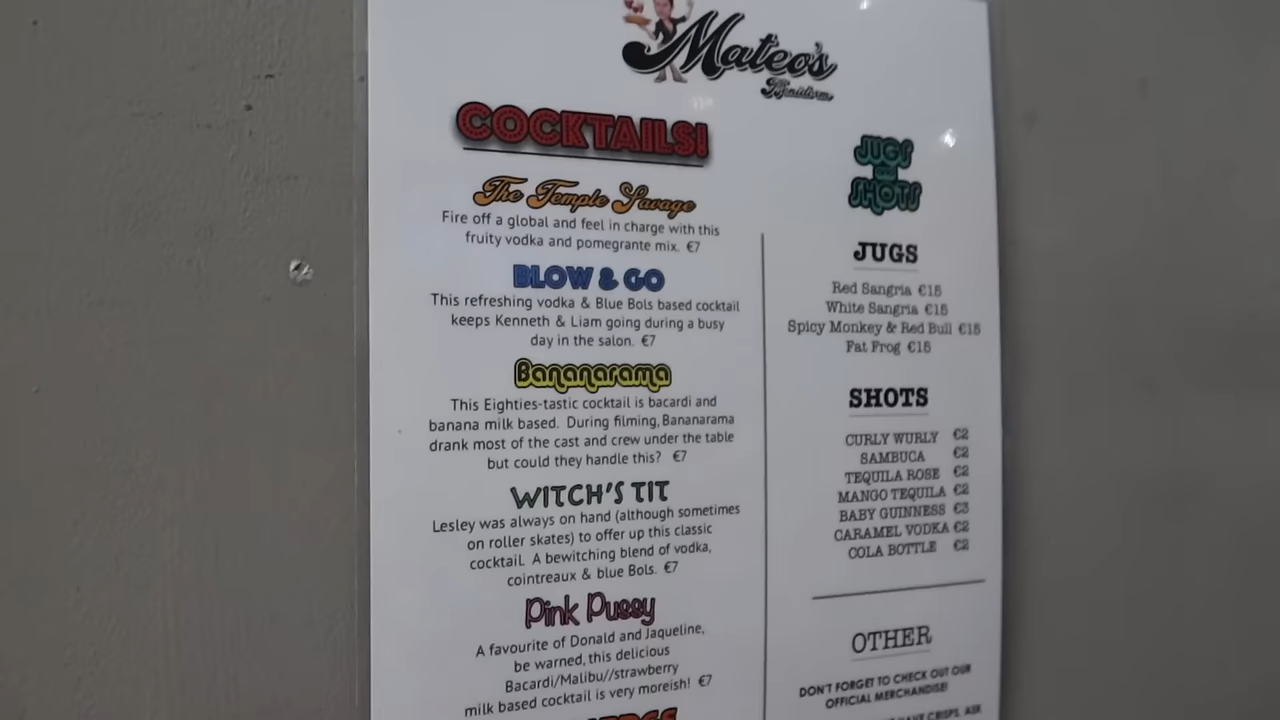 Mateo's
Benidorm
COCKTAILS!
The Temple Savage
Fire off a global and feel in charge with this
fruity vodka and pomegrante mix. €7
BLOW & GO
This refreshing vodka & Blue Bols based cocktail
keeps Kenneth & Liam going during a busy
day in the salon. €7
Bananarama
This Eighties-tastic cocktail is bacardi and
banana milk based. During filming, Bananarama
drank most of the cast and crew under the table
but could they handle this? €7
WITCH'S TIT
Lesley was always on hand (although sometimes
on roller skates) to offer up this classic
cocktail. A bewitching blend of vodka,
cointreaux & blue Bols. €7
Pink Pussy
A favourite of Donald and Jaqueline,
be warned, this delicious
Bacardi/Malibu//strawberry
milk based cocktail is very moreish! €7
JUGS
SHOTS
JUGS
Red Sangria €15
White Sangria €15
Spicy Monkey & Red Bull €15
Fat Frog €15
SHOTS
CURLY WURLY €2
SAMBUCA €2
TEQUILA ROSE €2
MANGO TEQUILA €2
BABY GUINNESS €3
CARAMEL VODKA €2
COLA BOTTLE €2
OTHER
DON'T FORGET TO CHECK OUT OUR
OFFICIAL MERCHANDISE!
CRISPS. ASK